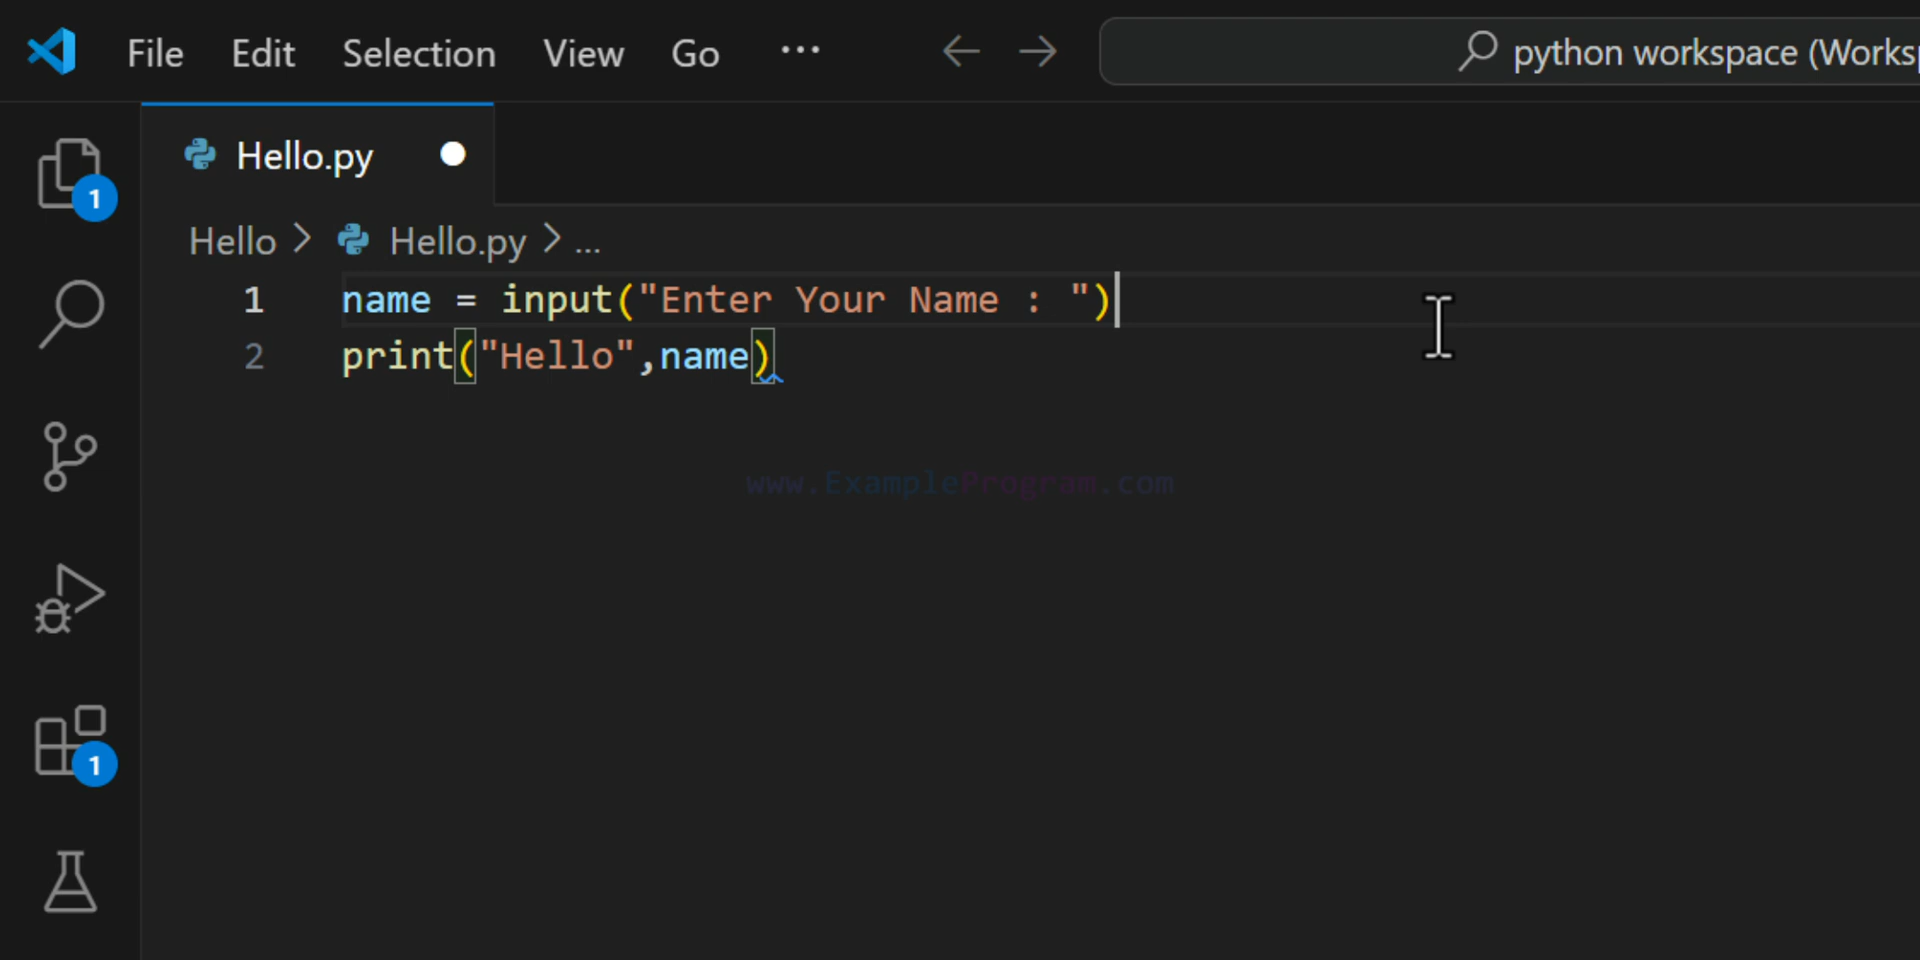 File Edit Selection View Go ... python workspace (Worksp
Hello.py
1
Hello > Hello.py > ...
1 name = input("Enter Your Name : ")
2 print("Hello",name)
www.ExampleProgram.com
1